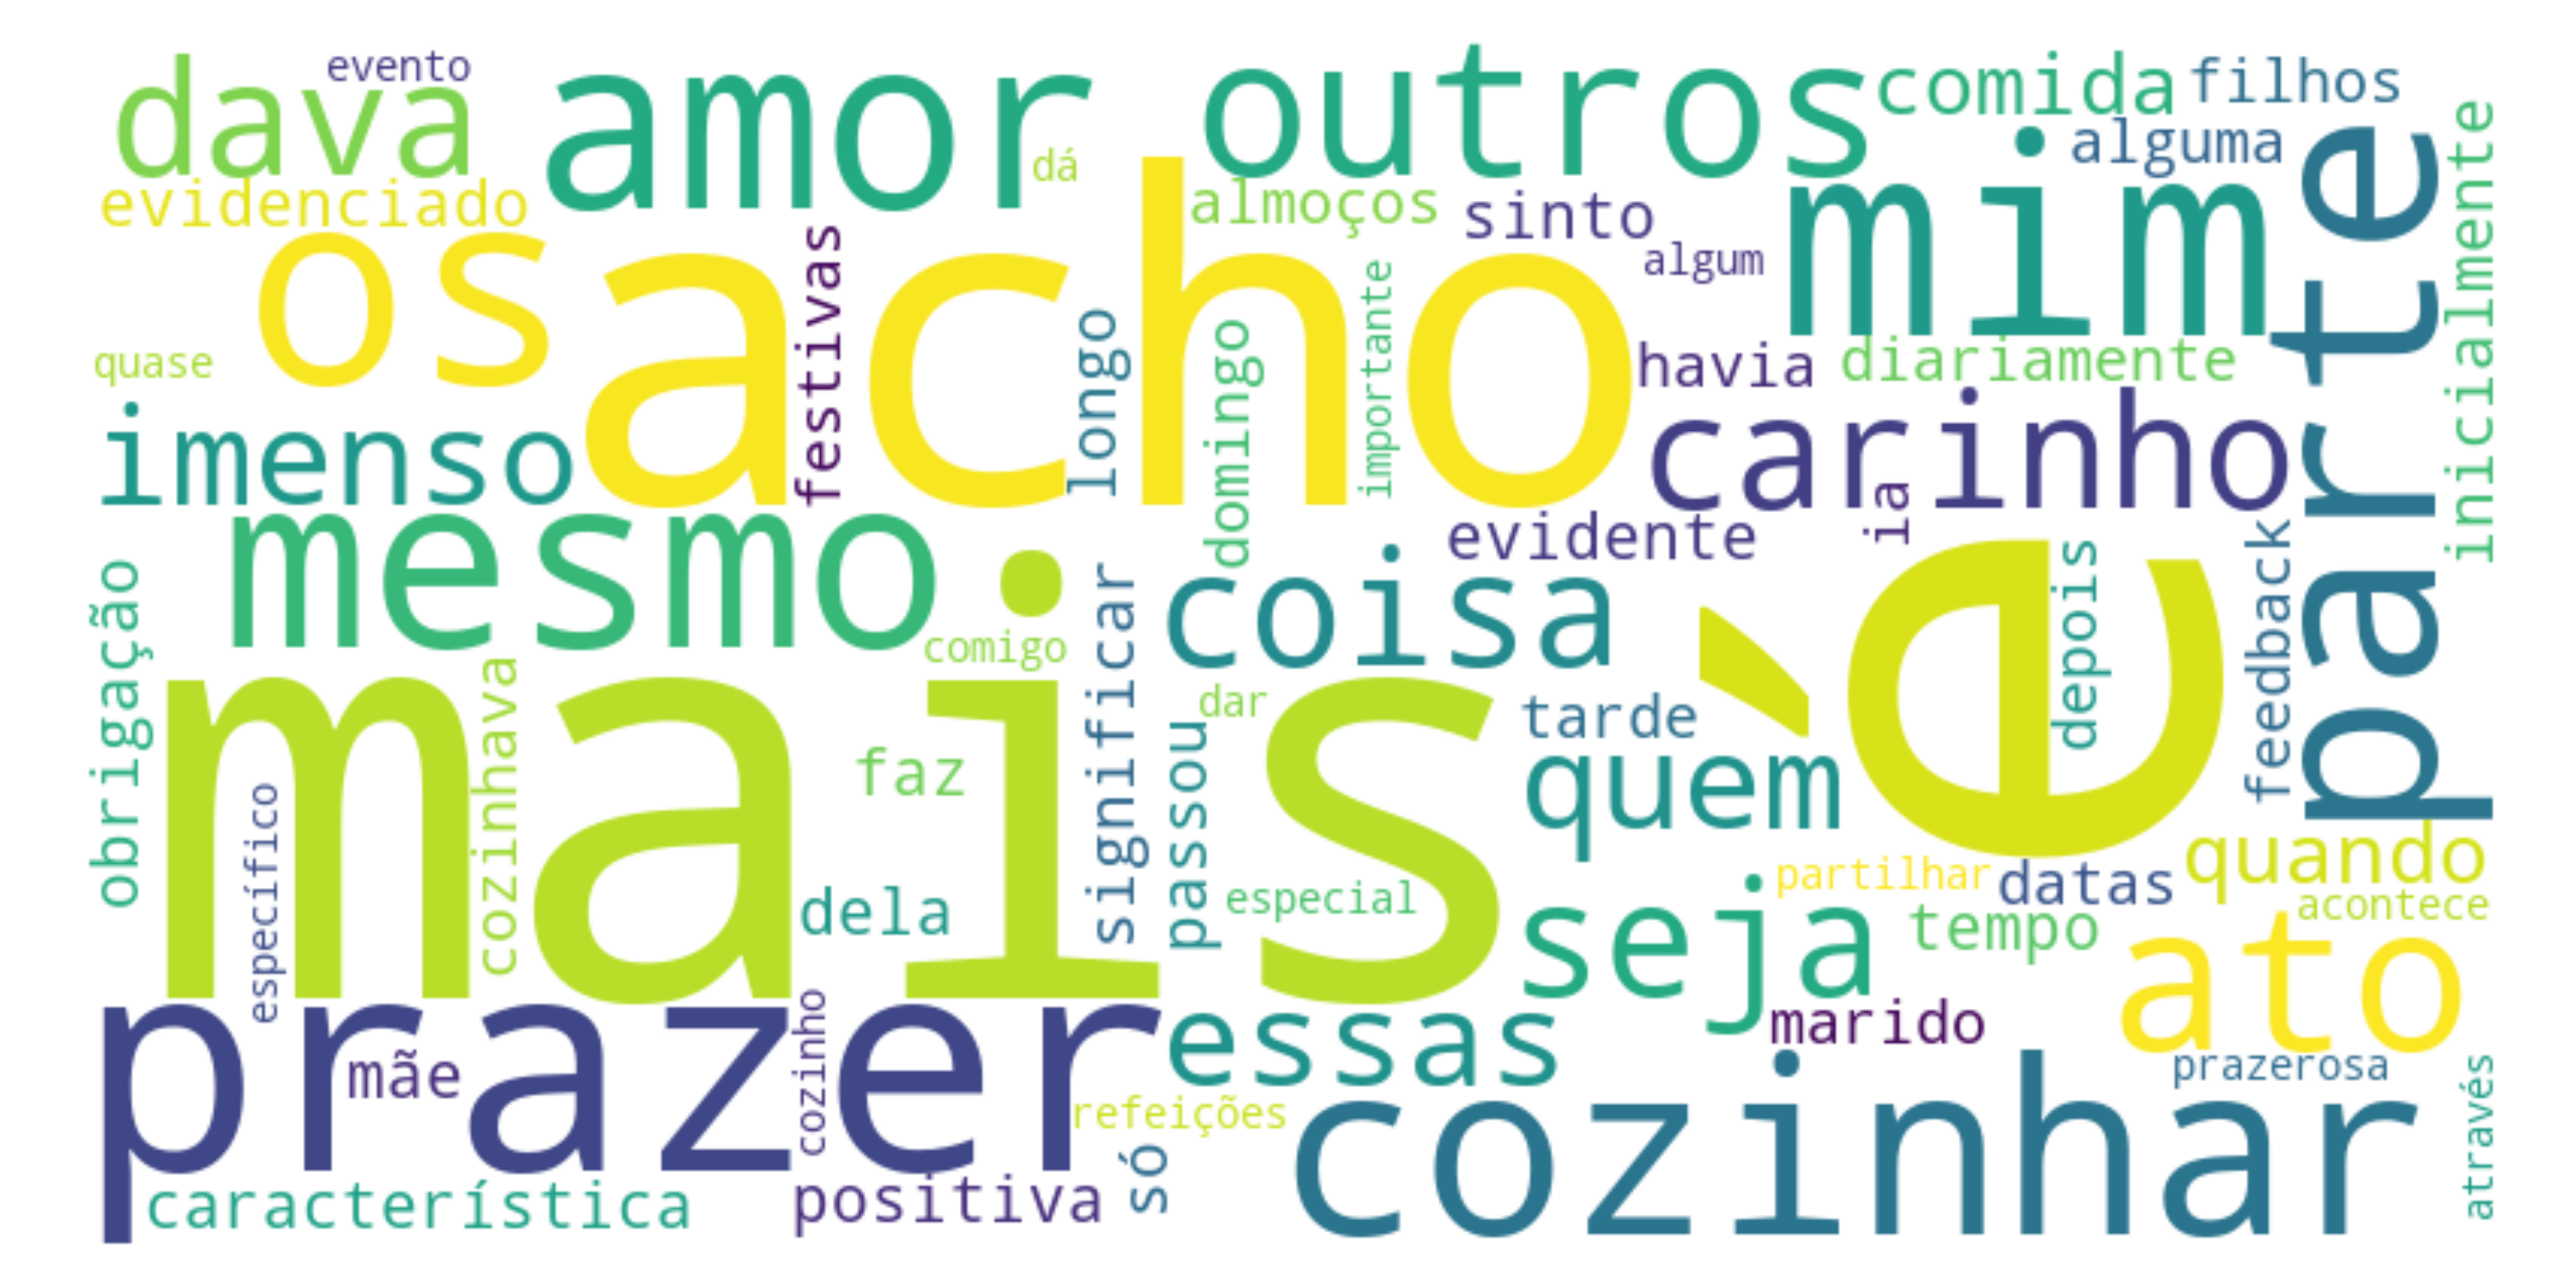 evento
dava
amor
outros
comida
filhos
alguma
dá
evidenciado
almoços
sinto
mim
parte
inicialmente
algum
os
acho
festivas
longo
domingo
importante
quase
havia
diariamente
imenso
carinho
ia
mesmo
evidente
é
depois
feedback
obrigação
comigo
significar
coisa
mais
cozinhava
dar
tarde
passou
faz
quem
específico
dela
especial
partilhar
datas
quando
seja
tempo
acontece
ato
prazer
mãe
cozinho
essas
marido
prazerosa
através
refeições
só
cozinhar
característica
positiva